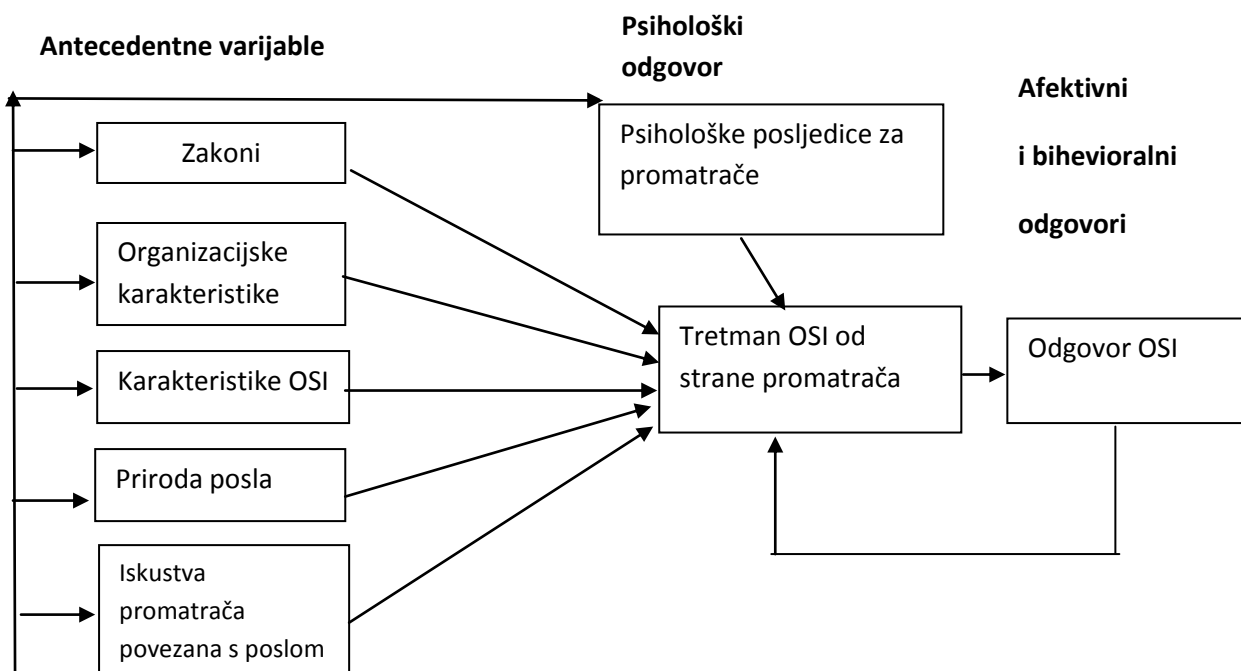 Antecedentne varijable
Psihološki
odgovor
Afektivni
i bihevioralni
odgovori
Zakoni
Organizacijske
karakteristike
Karakteristike OSI
Priroda posla
Iskustva
promatrača
povezana s poslom
Psihološke posljedice za
promatrače
Tretman OSI od
strane promatrača
Odgovor OSI